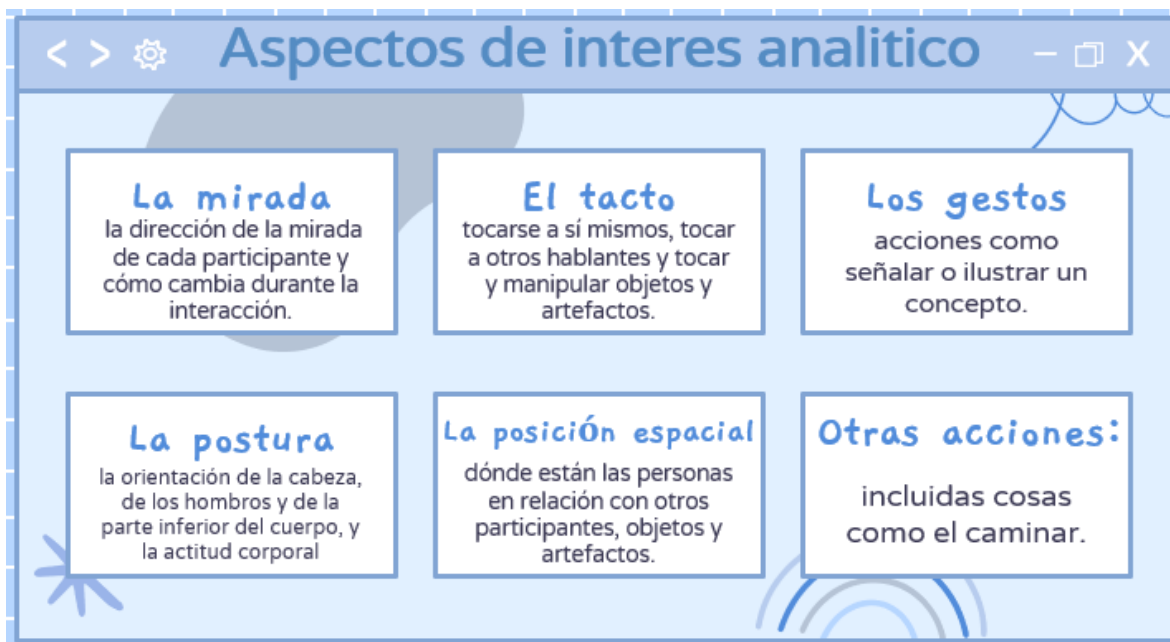 Aspectos de interes analitico
La mirada
la dirección de la mirada
de cada participante y
cómo cambia durante la
interacción.
El tacto
tocarse a sí mismos, tocar
a otros hablantes y tocar
y manipular objetos y
artefactos.
Los gestos
acciones como
señalar o ilustrar un
concepto.
La postura
la orientación de la cabeza,
de los hombros y de la
parte inferior del cuerpo, y
la actitud corporal
La posición espacial
dónde están las personas
en relación con otros
participantes, objetos y
artefactos.
Otras acciones:
incluidas cosas
como el caminar.